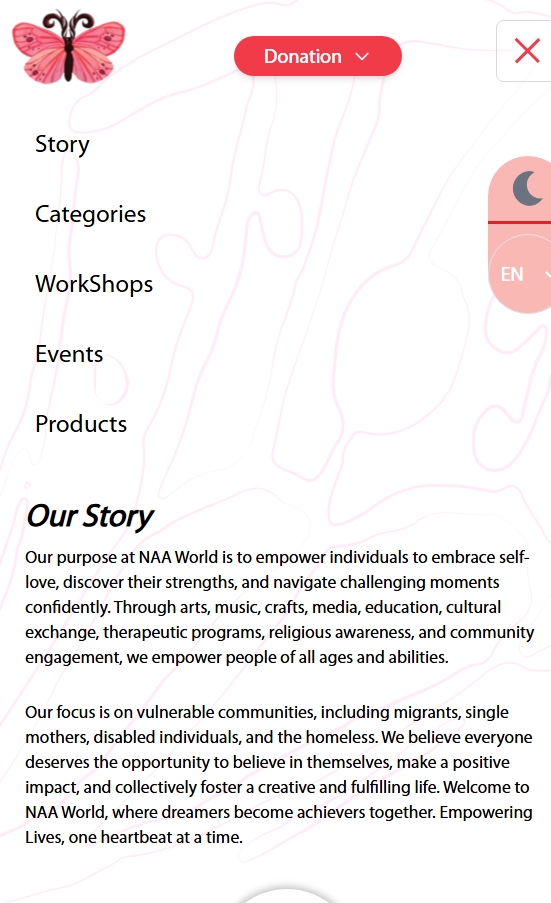 Donation
EN
Story
Categories
WorkShops
Events
Products
Our Story
Our purpose at NAA World is to empower individuals to embrace self-
love, discover their strengths, and navigate challenging moments
confidently. Through arts, music, crafts, media, education, cultural
exchange, therapeutic programs, religious awareness, and community
engagement, we empower people of all ages and abilities.
Our focus is on vulnerable communities, including migrants, single
mothers, disabled individuals, and the homeless. We believe everyone
deserves the opportunity to believe in themselves, make a positive
impact, and collectively foster a creative and fulfilling life. Welcome to
NAA World, where dreamers become achievers together. Empowering
Lives, one heartbeat at a time.